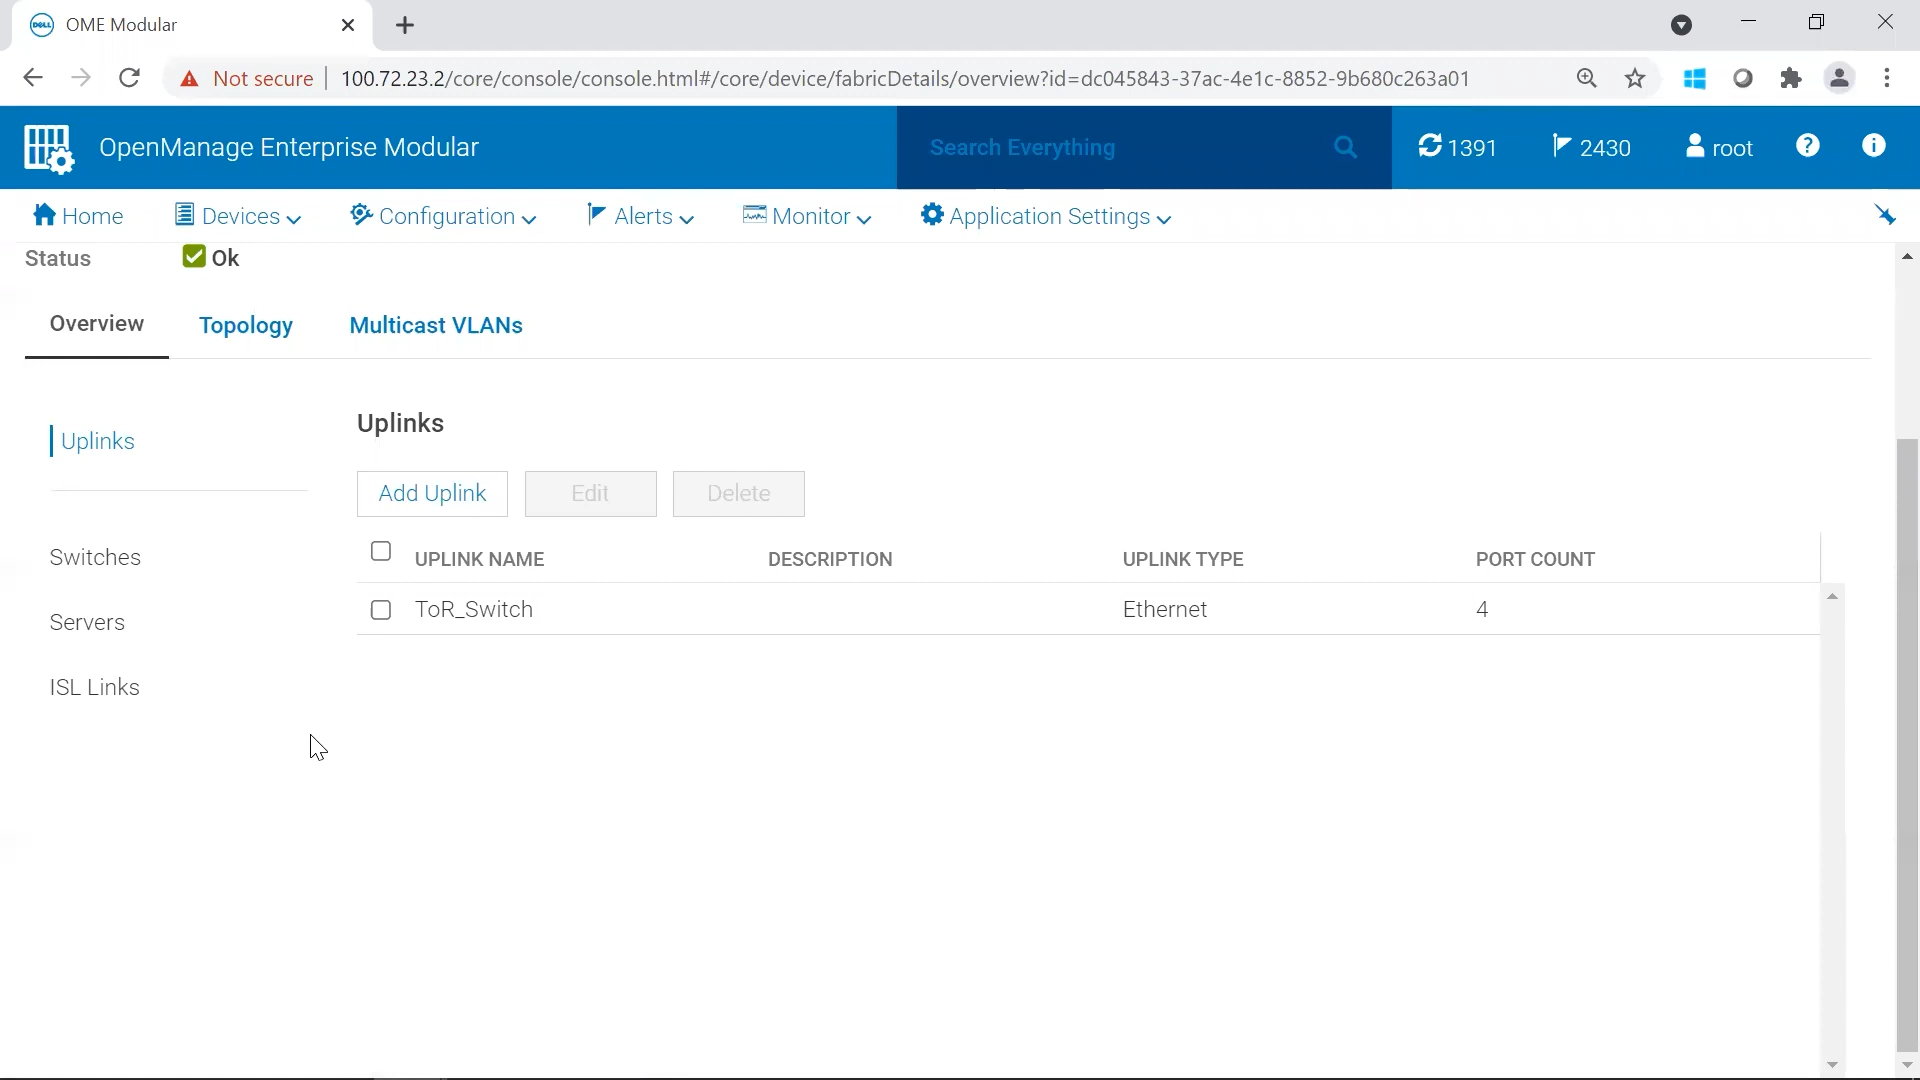 OME Modular
Not secure 100.72.23.2/core/console/console.html#/core/device/fabricDetails/overview?id=dc045843-37ac-4e1c-8852-9b680c263a01
OpenManage Enterprise Modular Search Everything 1391 2430 root
Home Devices Configuration Alerts Monitor Application Settings
Status Ok
Overview Topology Multicast VLANs
Uplinks
Uplinks
Add Uplink Edit Delete
Switches
UPLINK NAME DESCRIPTION UPLINK TYPE PORT COUNT
ToR_Switch Ethernet 4
Servers
ISL Links